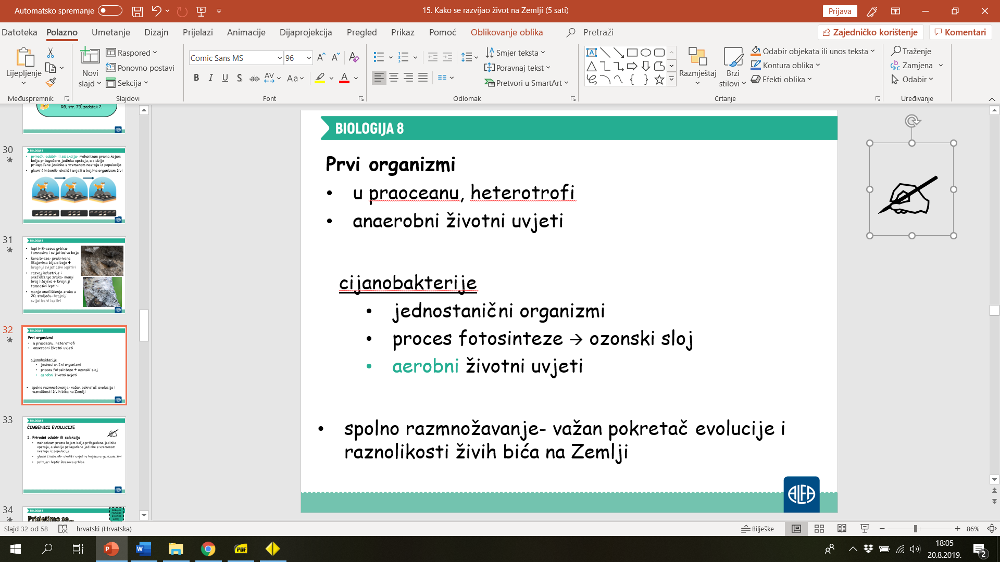 Automatsko spremanje
15. Kako se razvijao život na Zemlji (5 sati)
Prijava
Datoteka Polazno Umetanje Dizajn Prijelazi Animacije Dijaprojekcija Pregled Prikaz Pomoć Oblikovanje oblika Pretraži
Zajedničko korištenje
Komentari
Lijepljenje
Međuspremnik
Novi slajd
Raspored
Ponovno postavi
Sekcija
Slajdovi
Comic Sans MS 96
Font
Smjer teksta
Poravnaj tekst
Pretvori u SmartArt
Odlomak
Razmještaj
Brzi stilovi
Odabir objekata ili unos teksta
Kontura oblika
Efekti oblika
Crtanje
Traženje
Zamjena
Odabir
Uređivanje
RB, str. 79. zadatak 2.
30
BIOLOGIJA 8
• prirodni odabir ili selekcija- mehanizam prema kojem
bolje prilagođene jedinke opstaju, a slabije
prilagođene jedinke s vremenom nestaju iz populacije
• glavni čimbenik- okoliš i uvjeti u kojima organizam živi
31
BIOLOGIJA 8
• leptir Brezova grbica-
tamnosiva i svijetlosiva boja
• kora breze- prekrivena
lišajevima bijele boje →
brojniji svijetlosivi leptiri
• razvoj industrije i
onečišćenje zraka- manji
broj lišajeva → brojniji
tamnosivi leptiri
• manje onečišćenje zraka u
20. stoljeću- brojniji
svijetlosivi leptiri
32
BIOLOGIJA 8
Prvi organizmi
• u praoceanu, heterotrofi
• anaerobni životni uvjeti
cijanobakterije
• jednostanični organizmi
• proces fotosinteze → ozonski sloj
• aerobni životni uvjeti
• spolno razmnožavanje- važan pokretač evolucije i
raznolikosti živih bića na Zemlji
33
BIOLOGIJA 8
ČIMBENICI EVOLUCIJE
1. Prirodni odabir ili selekcija
• mehanizam prema kojem bolje prilagođene jedinke
opstaju, a slabije prilagođene jedinke s vremenom
nestaju iz populacije
• glavni čimbenik- okoliš i uvjeti u kojima organizam živi
• primjer: leptir Brezova grbica
34
BIOLOGIJA 8
Prisjetimo se...
Kako se
razvijao
život na
Zemlji
BIOLOGIJA 8
Prvi organizmi
• u praoceanu, heterotrofi
• anaerobni životni uvjeti
cijanobakterije
• jednostanični organizmi
• proces fotosinteze → ozonski sloj
• aerobni životni uvjeti
• spolno razmnožavanje- važan pokretač evolucije i
raznolikosti živih bića na Zemlji
ALFA
Slajd 32 od 58 hrvatski (Hrvatska)
Bilješke
86%
18:05
20.8.2019.
2